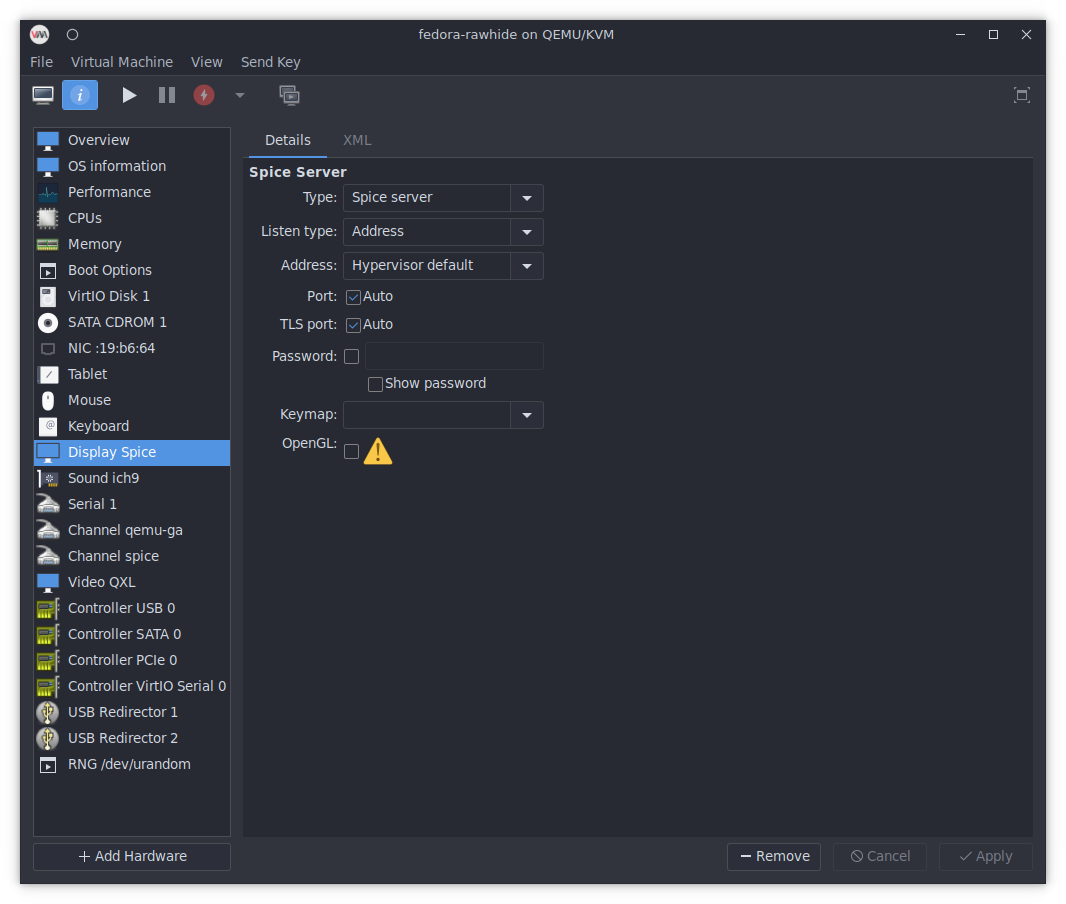 fedora-rawhide on QEMU/KVM
File Virtual Machine View Send Key
Overview
OS information
Performance
CPUs
Memory
Boot Options
VirtIO Disk 1
SATA CDROM 1
NIC :19:b6:64
Tablet
Mouse
Keyboard
Display Spice
Sound ich9
Serial 1
Channel qemu-ga
Channel spice
Video QXL
Controller USB 0
Controller SATA 0
Controller PCIe 0
Controller VirtIO Serial 0
USB Redirector 1
USB Redirector 2
RNG /dev/urandom
Add Hardware
Details XML
Spice Server
Type: Spice server
Listen type: Address
Address: Hypervisor default
Port: Auto
TLS port: Auto
Password:
Show password
Keymap:
OpenGL:
Remove Cancel Apply